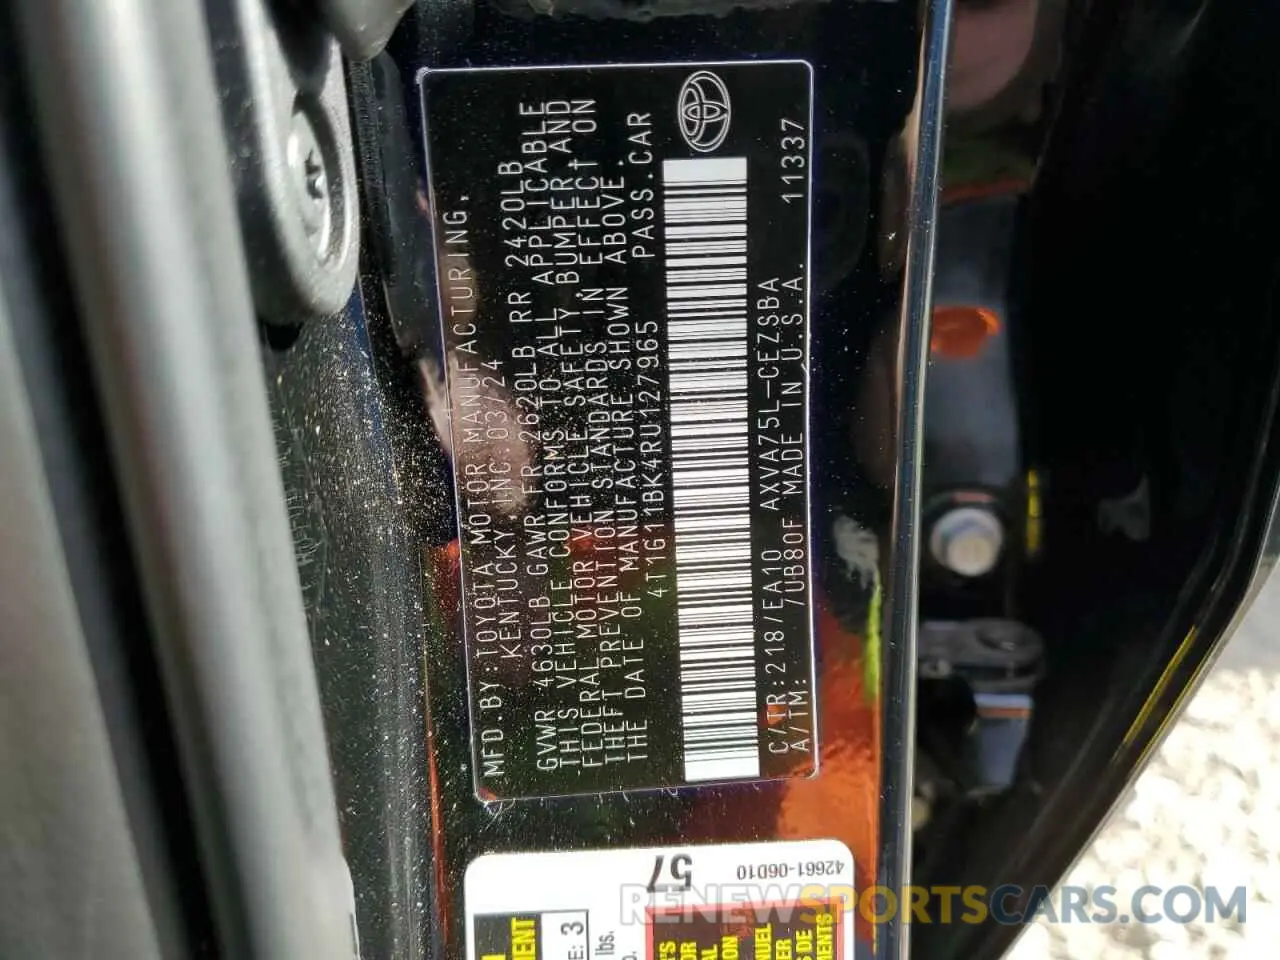 MFD.BY:TOYOTA MOTOR MANUFACTURING,
KENTUCKY,INC.03/24
GVWR 4630LB GAWR FR 2620LB RR 2420LB
THIS VEHICLE CONFORMS TO ALL APPLICABLE
FEDERAL MOTOR VEHICLE SAFETY, BUMPER, AND
THEFT PREVENTION STANDARDS IN EFFECT ON
THE DATE OF MANUFACTURE SHOWN ABOVE.
4T1G11BK4RU127965 PASS.CAR
C/TR:218/EA10 AXVA75L-CEZSBA
A/TM: /UB80F MADE IN U.S.A. 11337
57
42661-06D10
E: 3
lbs.
RENEWSPORTSCARS.COM